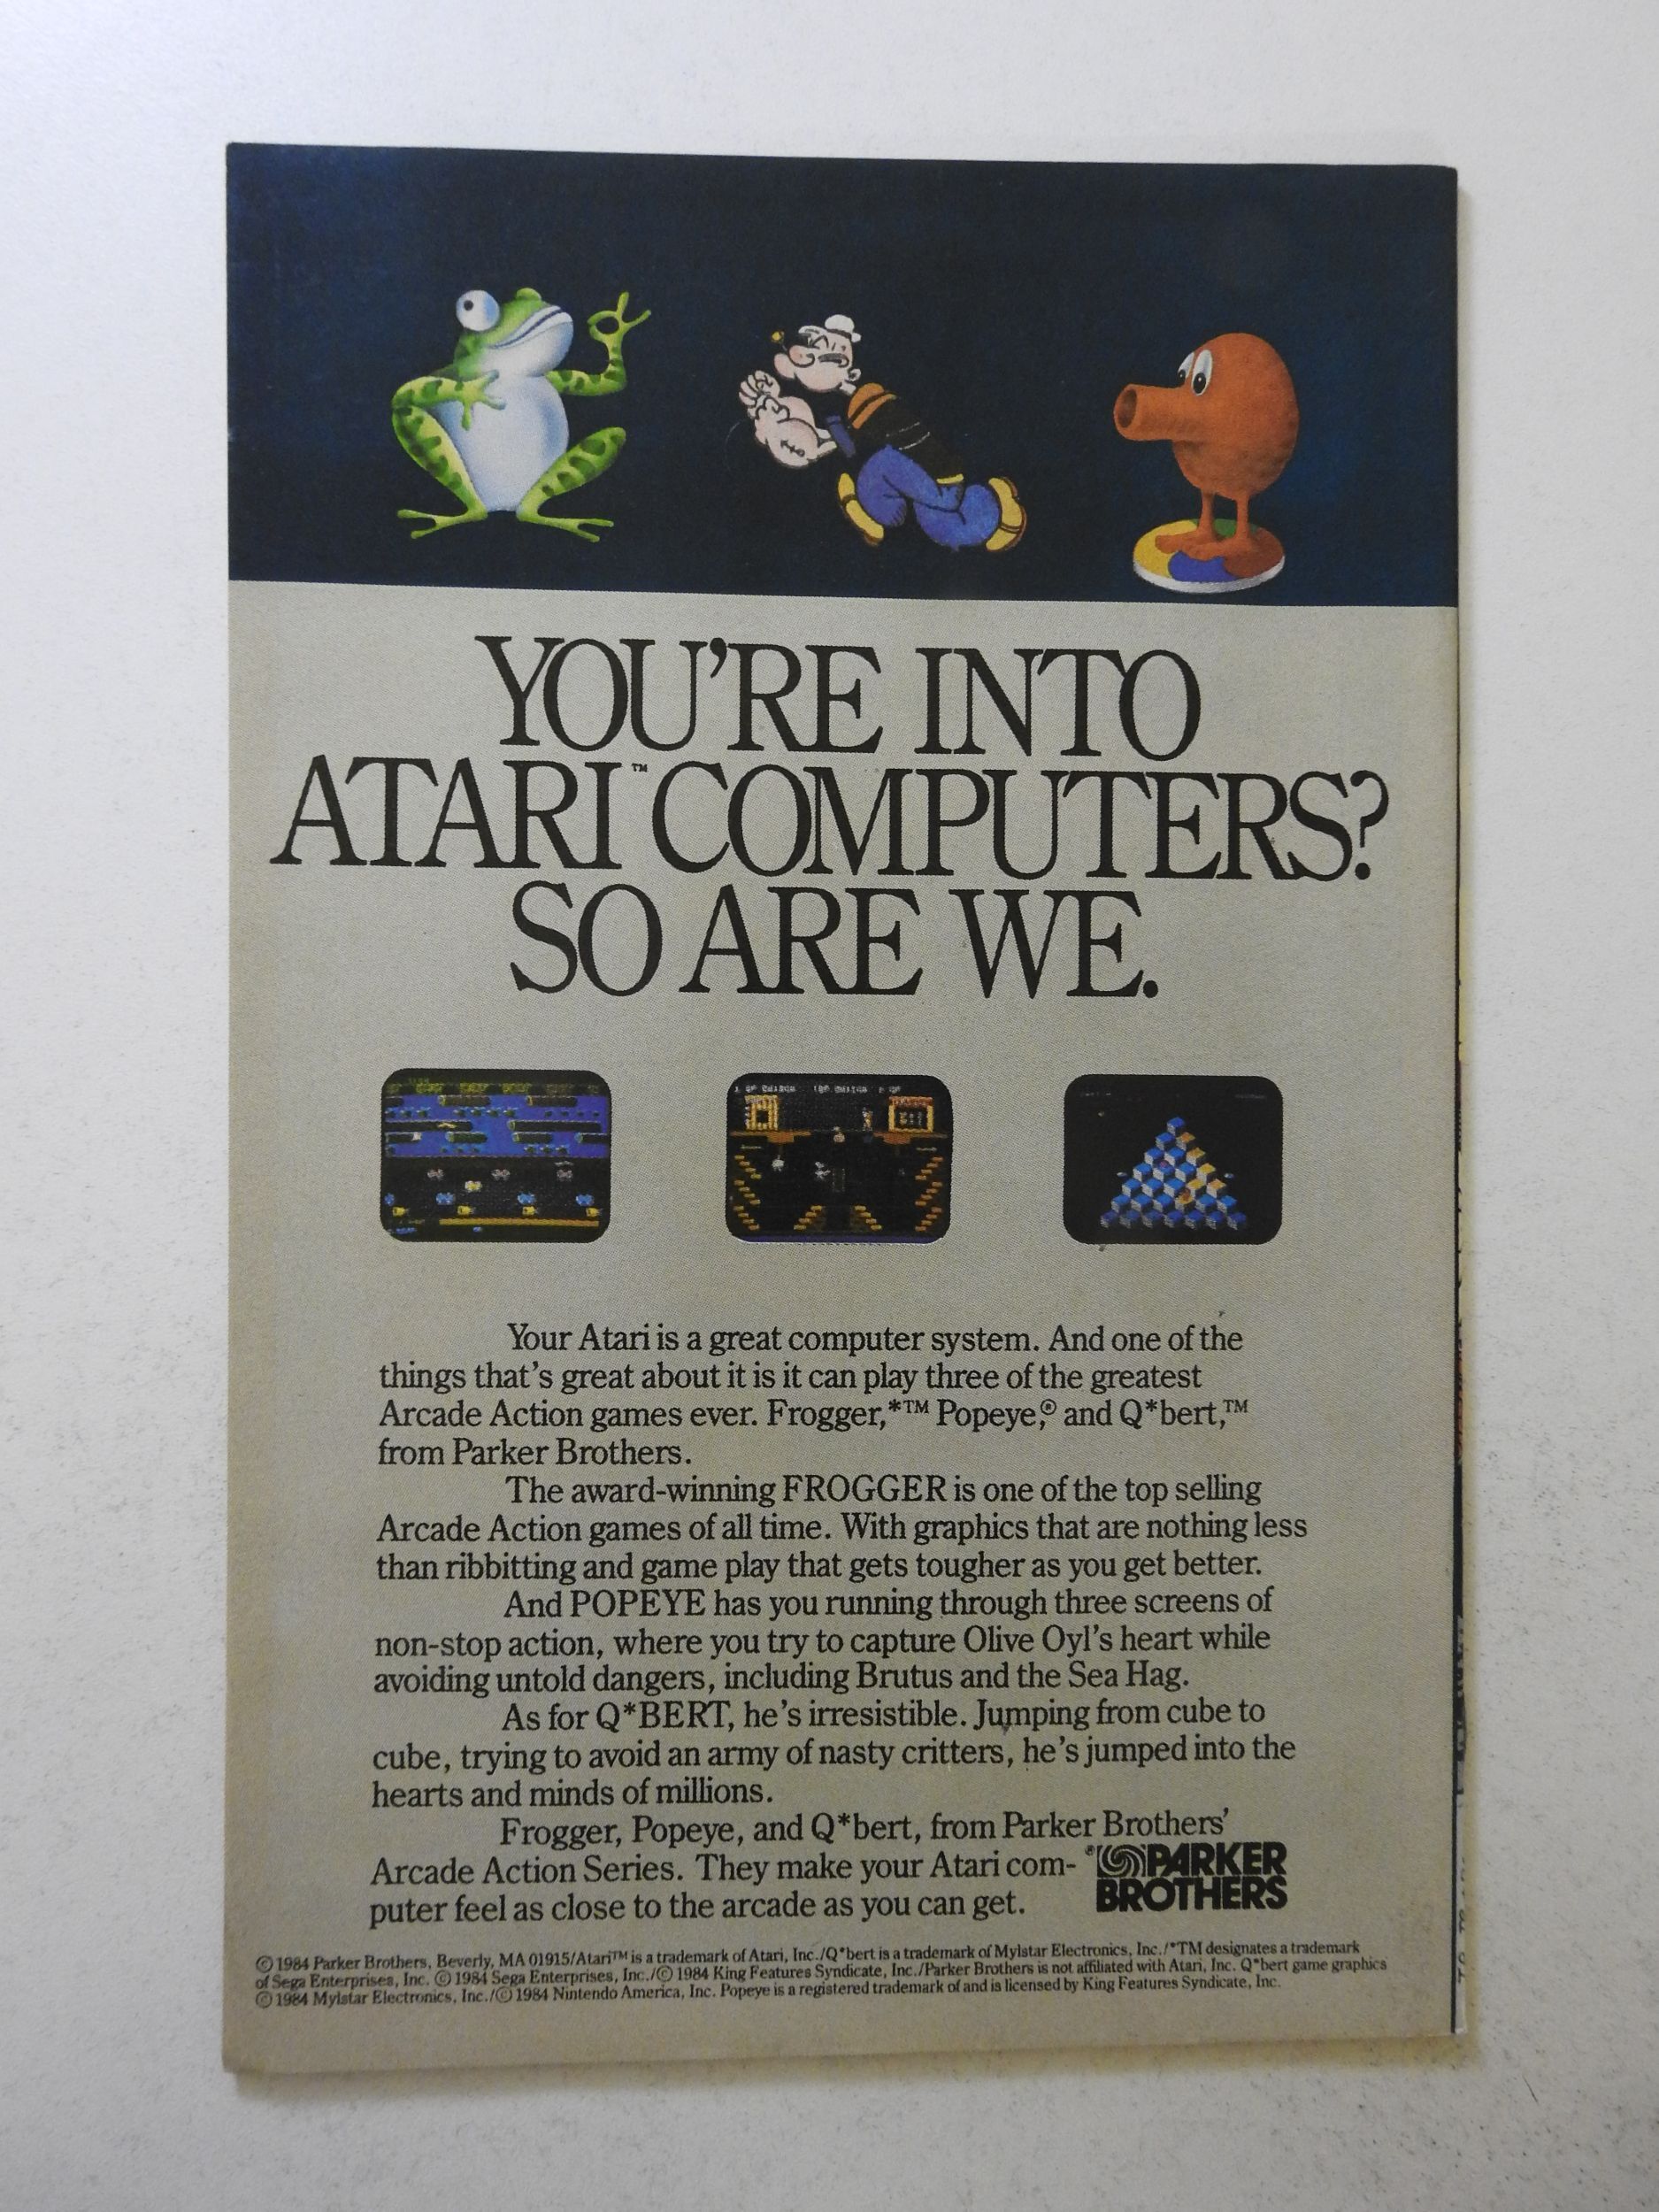 YOU'RE INTO
ATARI™ COMPUTERS?
SO ARE WE.
Your Atari is a great computer system. And one of the
things that's great about it is it can play three of the greatest
Arcade Action games ever. Frogger,*™ Popeye,® and Q*bert,™
from Parker Brothers.
The award-winning FROGGER is one of the top selling
Arcade Action games of all time. With graphics that are nothing less
than ribbitting and game play that gets tougher as you get better.
And POPEYE has you running through three screens of
non-stop action, where you try to capture Olive Oyl's heart while
avoiding untold dangers, including Brutus and the Sea Hag.
As for Q*BERT, he's irresistible. Jumping from cube to
cube, trying to avoid an army of nasty critters, he's jumped into the
hearts and minds of millions.
Frogger, Popeye, and Q*bert, from Parker Brothers'
Arcade Action Series. They make your Atari com-
puter feel as close to the arcade as you can get.
PARKER
BROTHERS
©1984 Parker Brothers, Beverly, MA 01915/Atari™ is a trademark of Atari, Inc./Q*bert is a trademark of Mylstar Electronics, Inc./*TM designates a trademark
of Sega Enterprises, Inc. © 1984 Sega Enterprises, Inc./© 1984 King Features Syndicate, Inc./Parker Brothers is not affiliated with Atari, Inc. Q*bert game graphics
© 1984 Mylstar Electronics, Inc./© 1984 Nintendo America, Inc. Popeye is a registered trademark of and is licensed by King Features Syndicate, Inc.